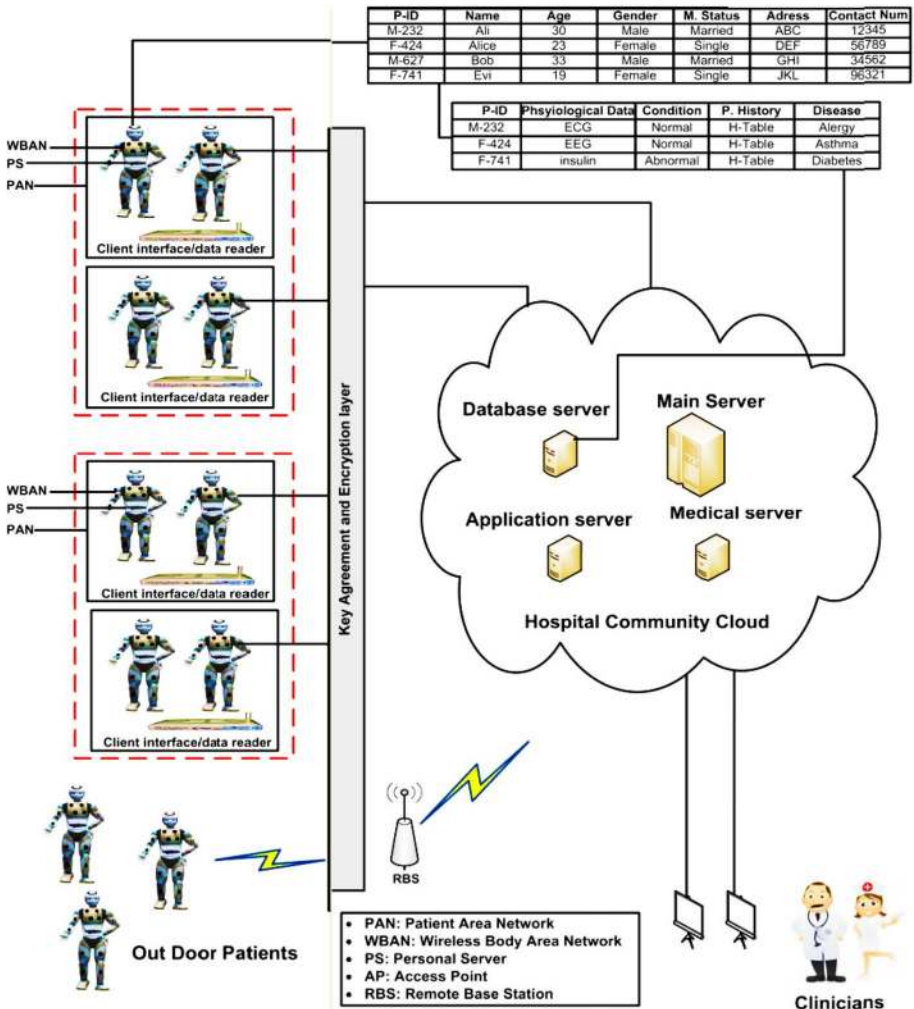 P-ID Name Age Gender M. Status Adress Contact Num
M-232 Ali 30 Male Married ABC 12345
F-424 Alice 23 Female Single DEF 56789
M-627 Bob 33 Male Married GHI 34562
F-741 Evi 19 Female Single JKL 96321
P-ID Phsyiological Data Condition P. History Disease
M-232 ECG Normal H-Table Alergy
F-424 EEG Normal H-Table Asthma
F-741 insulin Abnormal H-Table Diabetes
WBAN
PS
PAN
Client interface/data reader
Client interface/data reader
WBAN
PS
PAN
Client interface/data reader
Client interface/data reader
Key Agreement and Encryption layer
Database server
Main Server
Application server
Medical server
Hospital Community Cloud
RBS
Out Door Patients
• PAN: Patient Area Network
• WBAN: Wireless Body Area Network
• PS: Personal Server
• AP: Access Point
• RBS: Remote Base Station
Clinicians